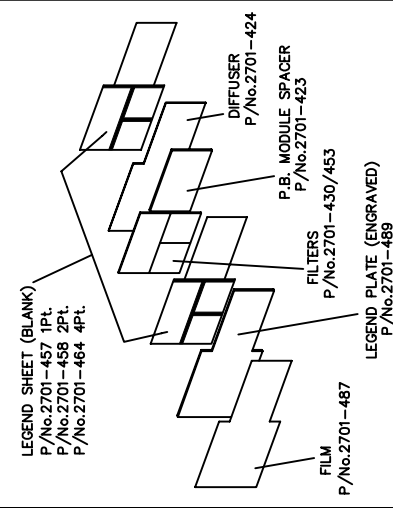 LEGEND SHEET (BLANK)
P/No.2701-457 1Pt.
P/No.2701-458 2Pt.
P/No.2701-464 4Pt.
DIFFUSER
P/No.2701-424
P.B. MODULE SPACER
P/No.2701-423
FILTERS
P/No.2701-430/453
LEGEND PLATE (ENGRAVED)
P/No.2701-489
FILM
P/No.2701-487